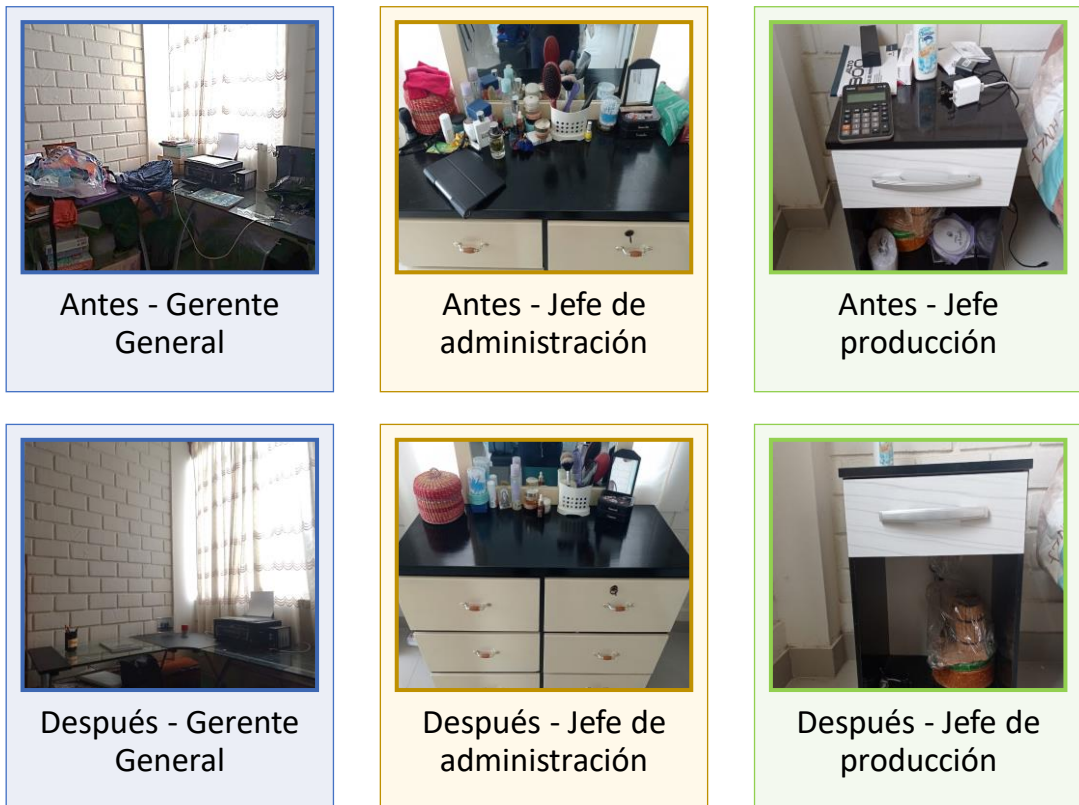 Antes - Gerente
General
Antes - Jefe de
administración
Antes - Jefe
producción
Después - Gerente
General
Después - Jefe de
administración
Después - Jefe de
producción